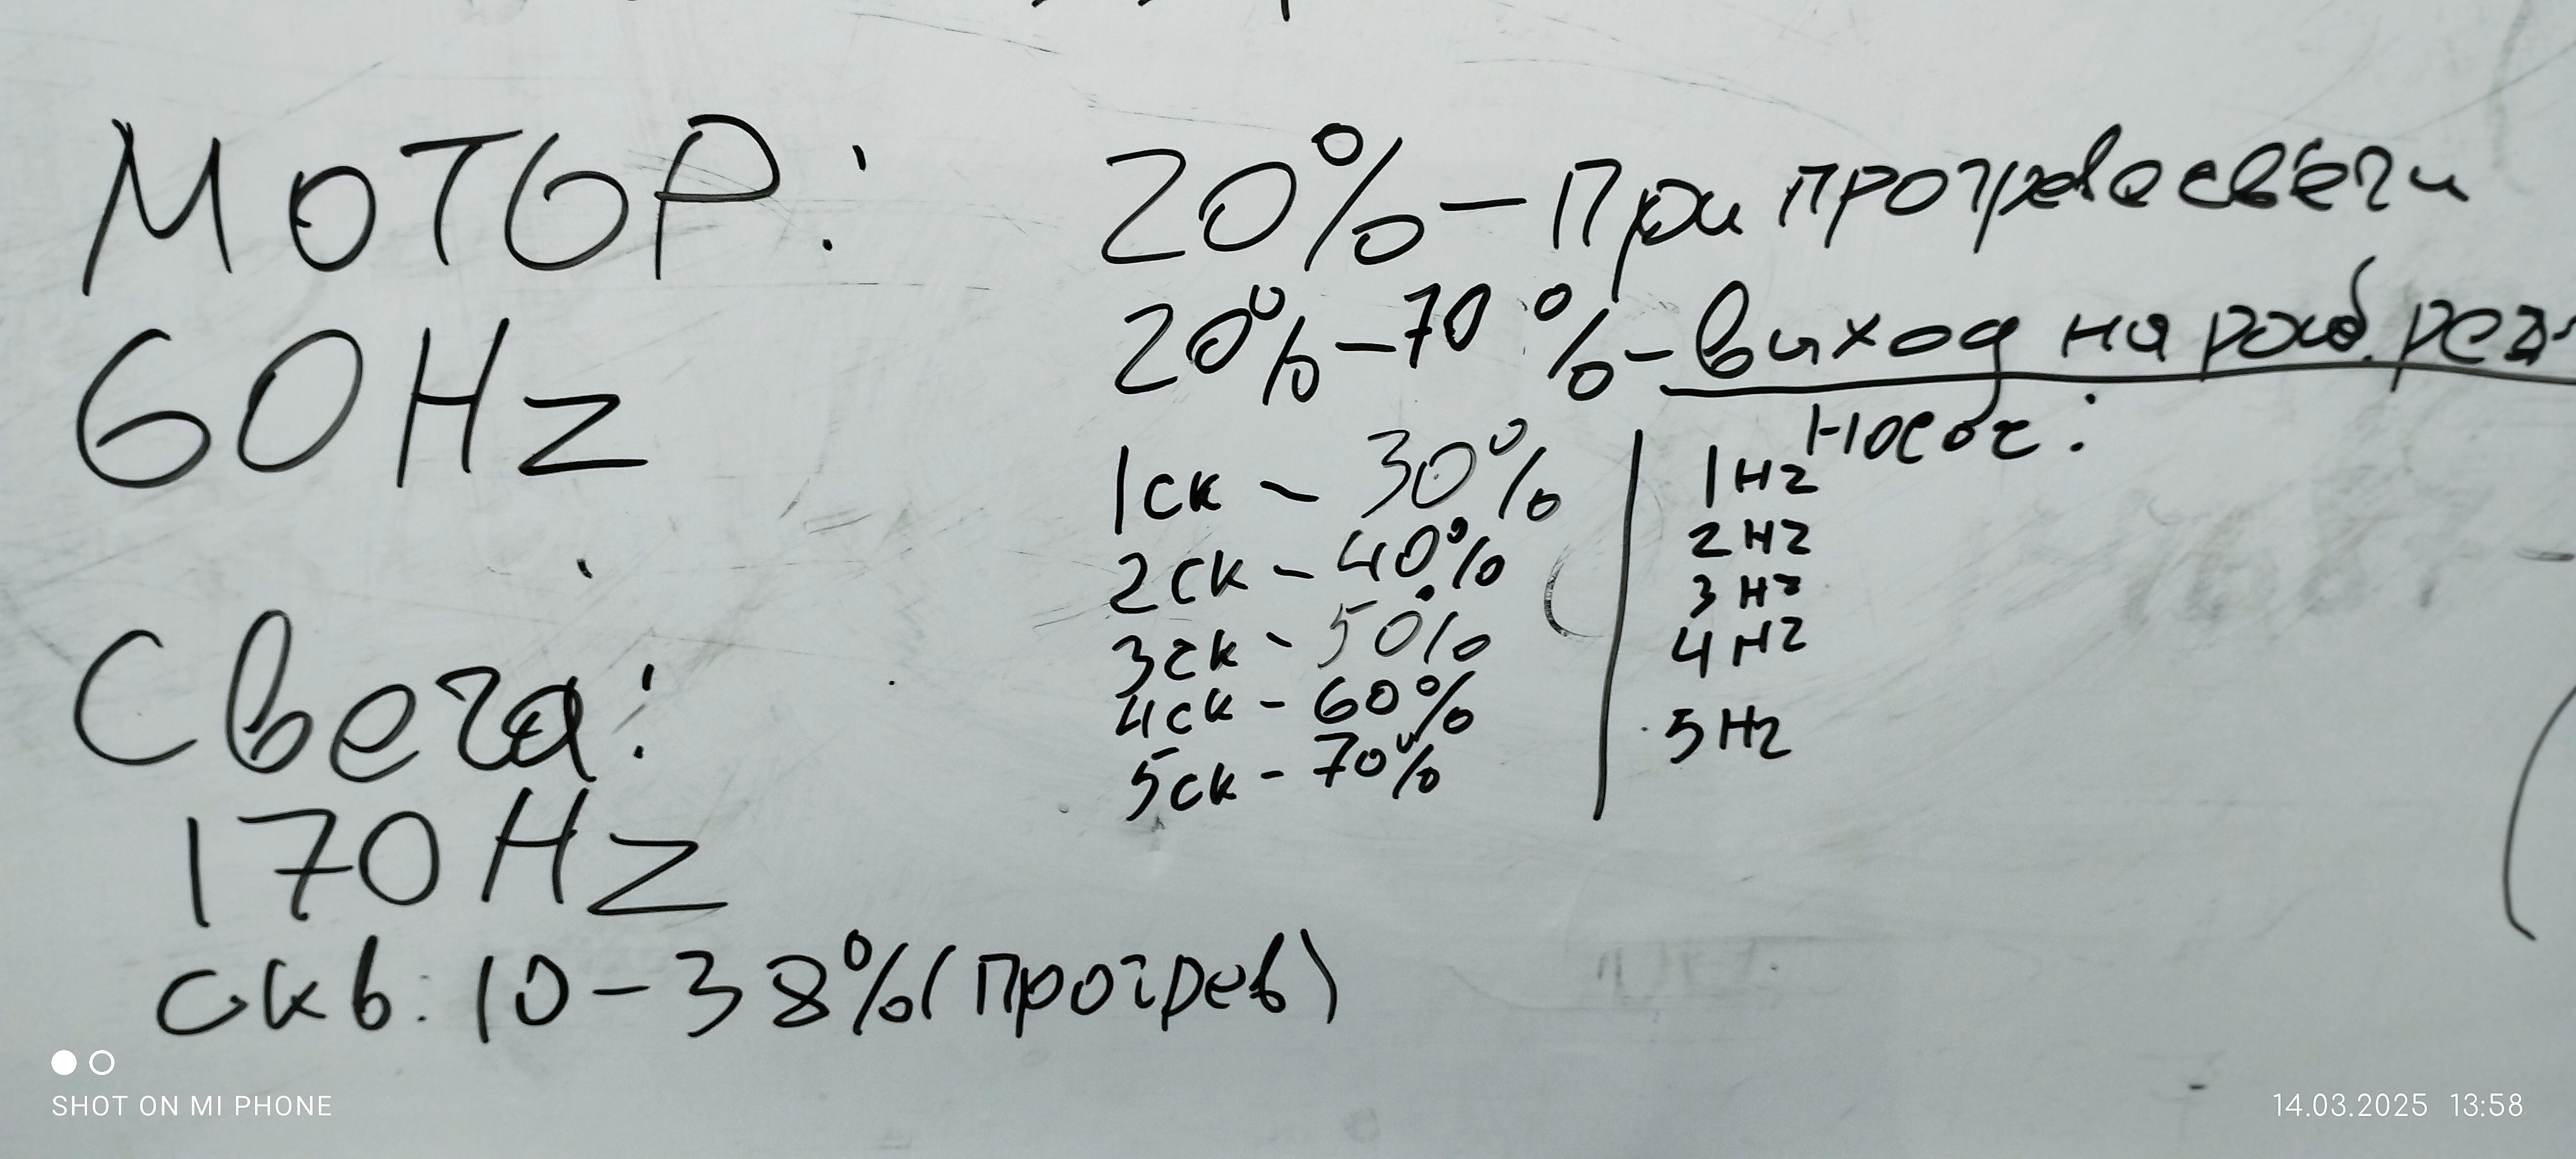 МОТОР:
60Hz
Свеча:
170Hz
скв: 10-38%(прогрев)
20%-При прогреве свечи
20%-70%-выход на раб. реж.
1ск - 30%
2ск - 40%
3ск - 50%
4ск - 60%
5ск - 70%
Насос:
1Hz
2Hz
3Hz
4Hz
5Hz
SHOT ON MI PHONE
14.03.2025 13:58